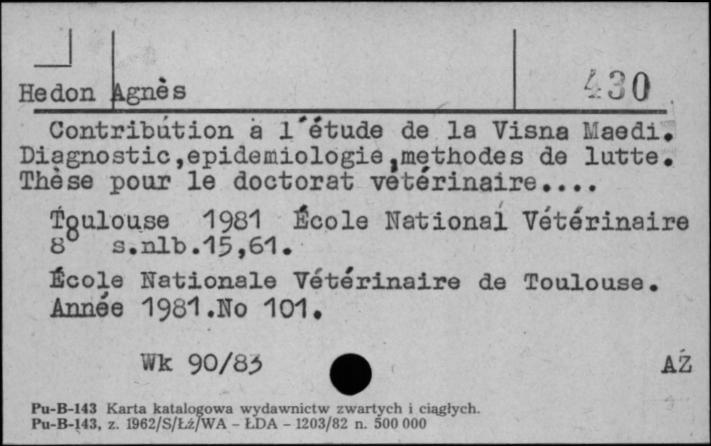 Hedon Agnès 430
Contribution à l'étude de la Visna Maedi.
Diagnostic,epidemiologie,methodes de lutte.
Thèse pour le doctorat vétérinaire....
Toulouse 1981 École National Vétérinaire
8° s.nlb.15,61.
École Nationale Vétérinaire de Toulouse.
Année 1981.No 101.
Wk 90/83 AŻ
Pu-B-143 Karta katalogowa wydawnictw zwartych i ciągłych.
Pu-B-143, z. 1962/S/Łź/WA - ŁDA - 1203/82 n. 500 000